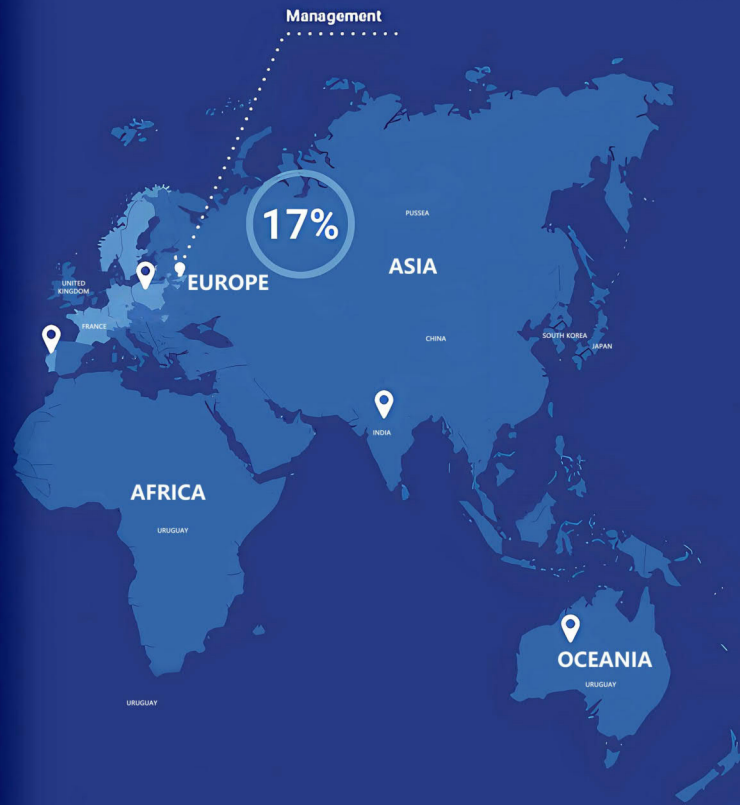 Management
17%
PUSSEA
ASIA
EUROPE
UNITED
KINGDOM
FRANCE
CHINA
SOUTH KOREA
JAPAN
INDIA
AFRICA
URUGUAY
OCEANIA
URUGUAY
URUGUAY